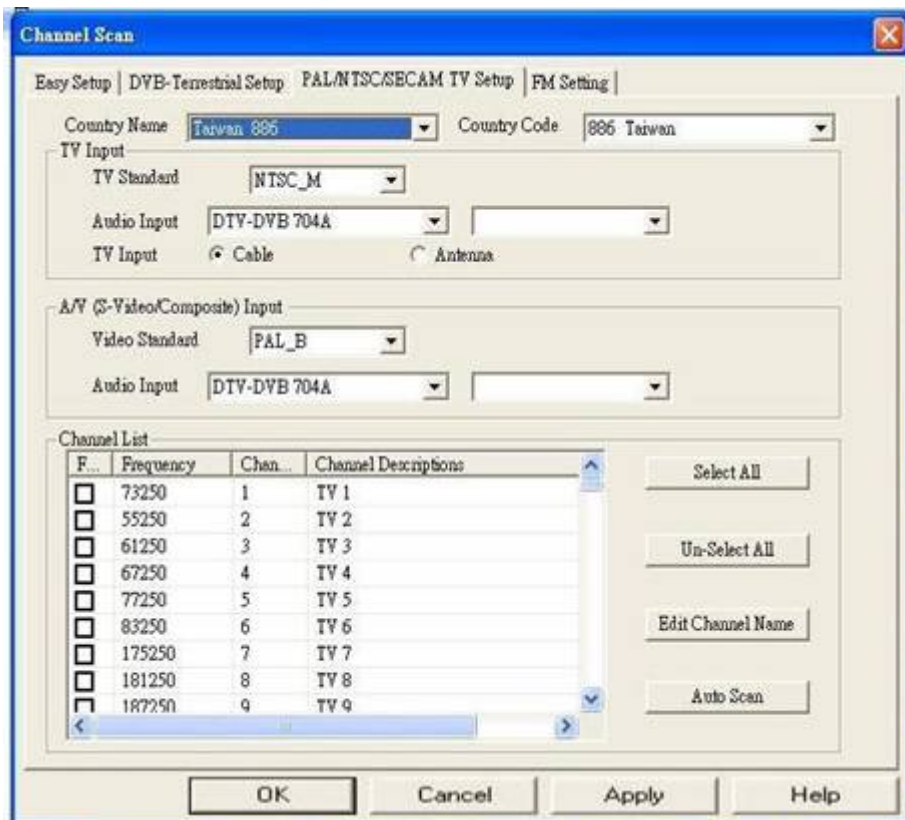 Channel Scan
Easy Setup DVB-Terrestrial Setup PAL/NTSC/SECAM TV Setup FM Setting
Country Name Taiwan 886 Country Code 886 Taiwan
TV Input
TV Standard NTSC_M
Audio Input DTV-DVB 704A
TV Input Cable Antenna
A/V (S-Video/Composite) Input
Video Standard PAL_B
Audio Input DTV-DVB 704A
Channel List
F... Frequency Chan... Channel Descriptions
73250 1 TV 1
55250 2 TV 2
61250 3 TV 3
67250 4 TV 4
77250 5 TV 5
83250 6 TV 6
175250 7 TV 7
181250 8 TV 8
187250 9 TV 9
Select All
Un-Select All
Edit Channel Name
Auto Scan
OK Cancel Apply Help